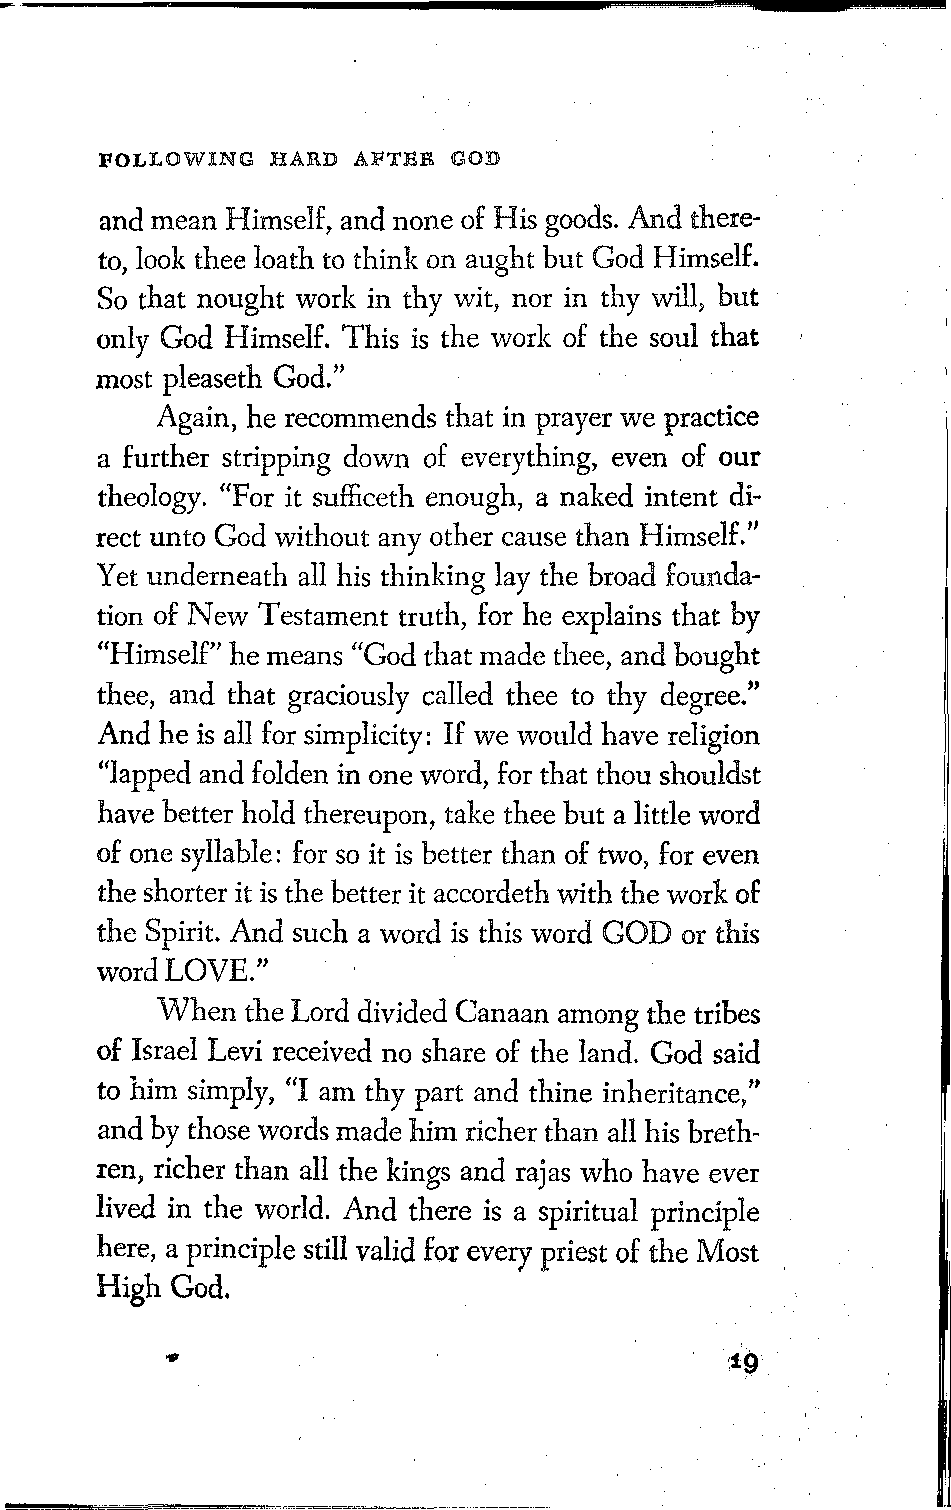 FOLLOWING HARD AFTER GOD
and mean Himself, and none of His goods. And there-
to, look thee loath to think on aught but God Himself.
So that nought work in thy wit, nor in thy will, but
only God Himself. This is the work of the soul that
most pleaseth God."
Again, he recommends that in prayer we practice
a further stripping down of everything, even of our
theology. "For it sufficeth enough, a naked intent di-
rect unto God without any other cause than Himself."
Yet underneath all his thinking lay the broad founda-
tion of New Testament truth, for he explains that by
"Himself" he means "God that made thee, and bought
thee, and that graciously called thee to thy degree."
And he is all for simplicity: If we would have religion
"lapped and folden in one word, for that thou shouldst
have better hold thereupon, take thee but a little word
of one syllable: for so it is better than of two, for even
the shorter it is the better it accordeth with the work of
the Spirit. And such a word is this word GOD or this
word LOVE."
When the Lord divided Canaan among the tribes
of Israel Levi received no share of the land. God said
to him simply, "I am thy part and thine inheritance,"
and by those words made him richer than all his breth-
ren, richer than all the kings and rajas who have ever
lived in the world. And there is a spiritual principle
here, a principle still valid for every priest of the Most
High God.
19